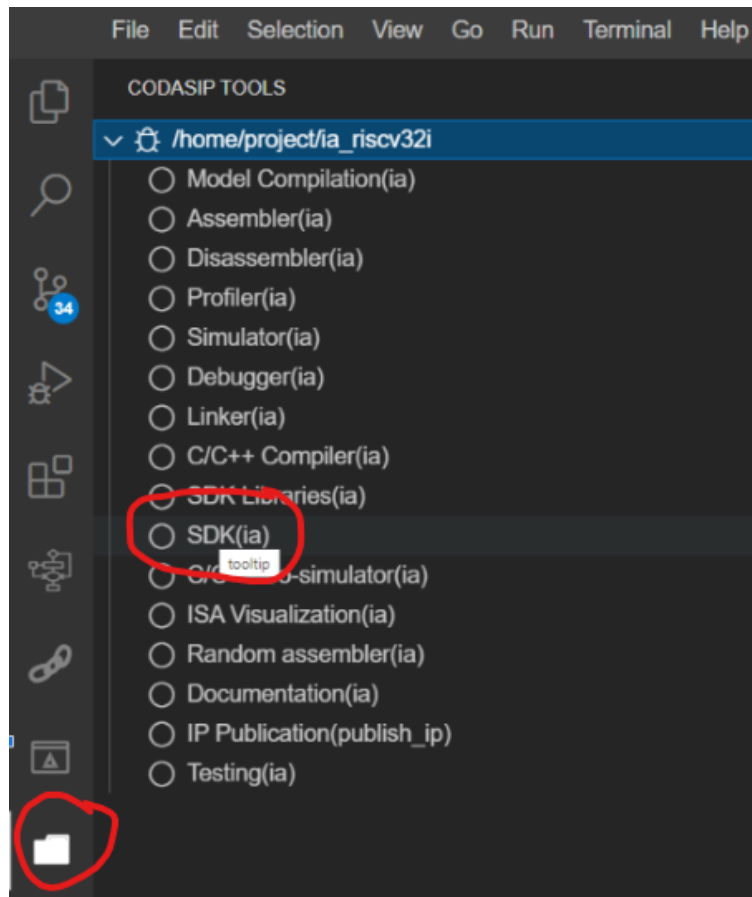 File Edit Selection View Go Run Terminal Help
CODASIP TOOLS
/home/project/ia_riscv32i
Model Compilation(ia)
Assembler(ia)
Disassembler(ia)
Profiler(ia)
Simulator(ia)
34
Debugger(ia)
Linker(ia)
C/C++ Compiler(ia)
SDK Libraries(ia)
SDK(ia)
tooltip
-simulator(ia)
ISA Visualization(ia)
Random assembler(ia)
Documentation(ia)
IP Publication(publish_ip)
Testing(ia)